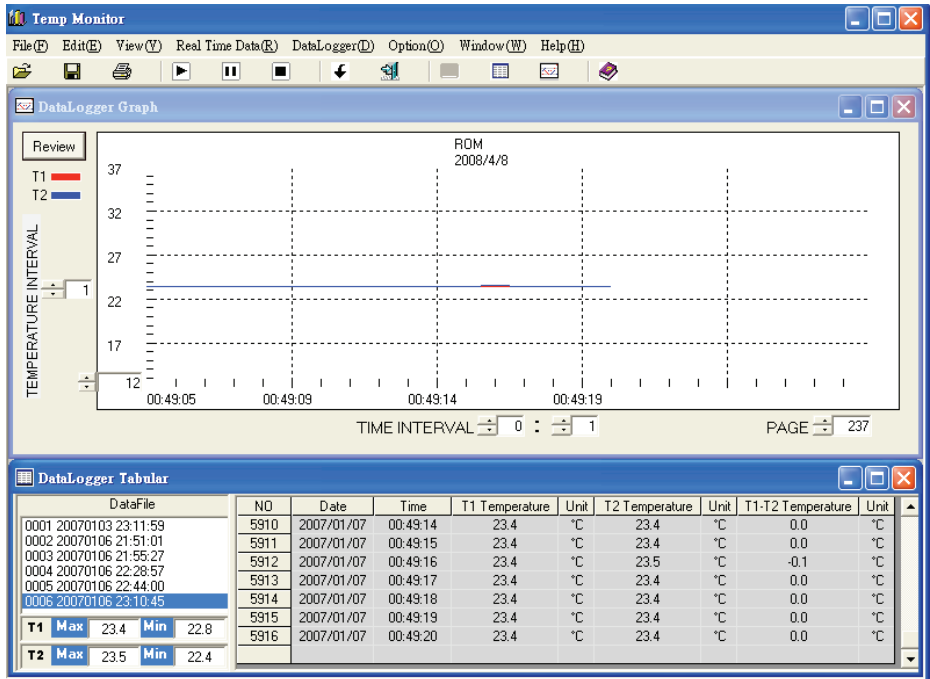 Temp Monitor
File(F) Edit(E) View(V) Real Time Data(R) DataLogger(D) Option(O) Window(W) Help(H)
DataLogger Graph
Review
T1
T2
TEMPERATURE INTERVAL
1
ROM
2008/4/8
37
32
27
22
17
12
00:49:05 00:49:09 00:49:14 00:49:19
TIME INTERVAL 0 : 1 PAGE 237
DataLogger Tabular
DataFile
0001 20070103 23:11:59
0002 20070106 21:51:01
0003 20070106 21:55:27
0004 20070106 22:28:57
0005 20070106 22:44:00
0006 20070106 23:10:45
T1 Max 23.4 Min 22.8
T2 Max 23.5 Min 22.4
NO Date Time T1 Temperature Unit T2 Temperature Unit T1-T2 Temperature Unit
5910 2007/01/07 00:49:14 23.4 °C 23.4 °C 0.0 °C
5911 2007/01/07 00:49:15 23.4 °C 23.4 °C 0.0 °C
5912 2007/01/07 00:49:16 23.4 °C 23.5 °C -0.1 °C
5913 2007/01/07 00:49:17 23.4 °C 23.4 °C 0.0 °C
5914 2007/01/07 00:49:18 23.4 °C 23.4 °C 0.0 °C
5915 2007/01/07 00:49:19 23.4 °C 23.4 °C 0.0 °C
5916 2007/01/07 00:49:20 23.4 °C 23.4 °C 0.0 °C